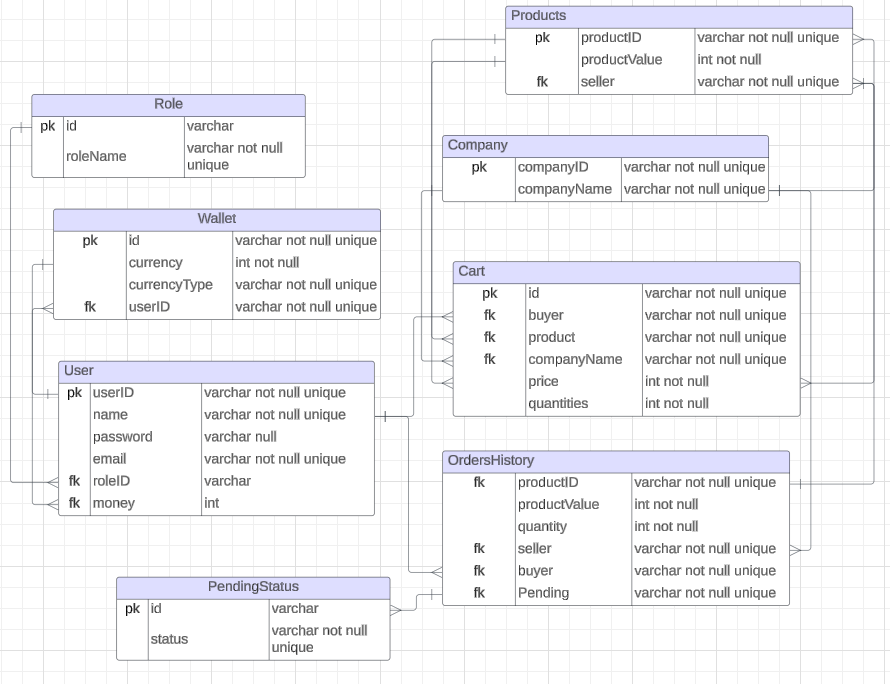 Products
pk productID varchar not null unique
productValue int not null
fk seller varchar not null unique
Role
pk id varchar
roleName varchar not null
unique
Company
pk companyID varchar not null unique
companyName varchar not null unique
Wallet
pk id varchar not null unique
currency int not null
currencyType varchar not null unique
fk userID varchar not null unique
Cart
pk id varchar not null unique
fk buyer varchar not null unique
fk product varchar not null unique
fk companyName varchar not null unique
price int not null
quantities int not null
User
pk userID varchar not null unique
name varchar not null unique
password varchar null
email varchar not null unique
fk roleID varchar
fk money int
OrdersHistory
fk productID varchar not null unique
productValue int not null
quantity int not null
fk seller varchar not null unique
fk buyer varchar not null unique
fk Pending varchar not null unique
PendingStatus
pk id varchar
status varchar not null
unique